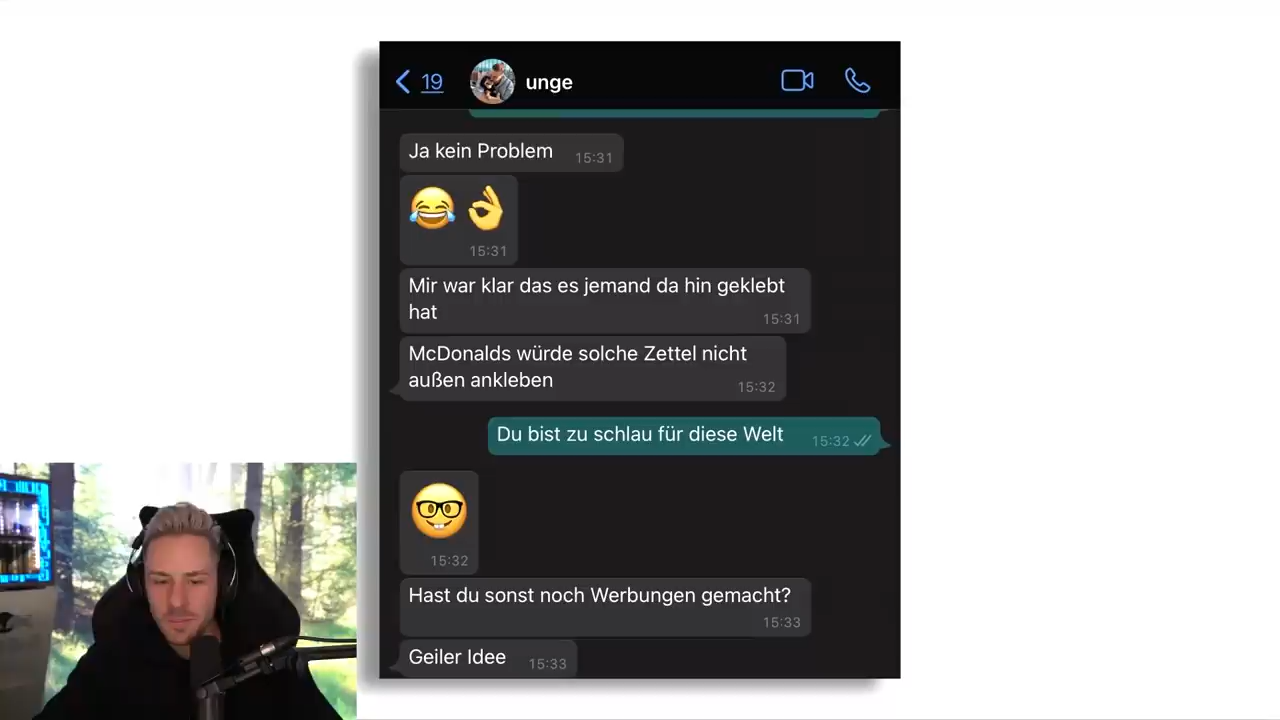 19
unge
Ja kein Problem 15:31
😂 👌
15:31
Mir war klar das es jemand da hin geklebt
hat 15:31
McDonalds würde solche Zettel nicht
außen ankleben 15:32
Du bist zu schlau für diese Welt 15:32
🤓
15:32
Hast du sonst noch Werbungen gemacht?
15:33
Geiler Idee 15:33